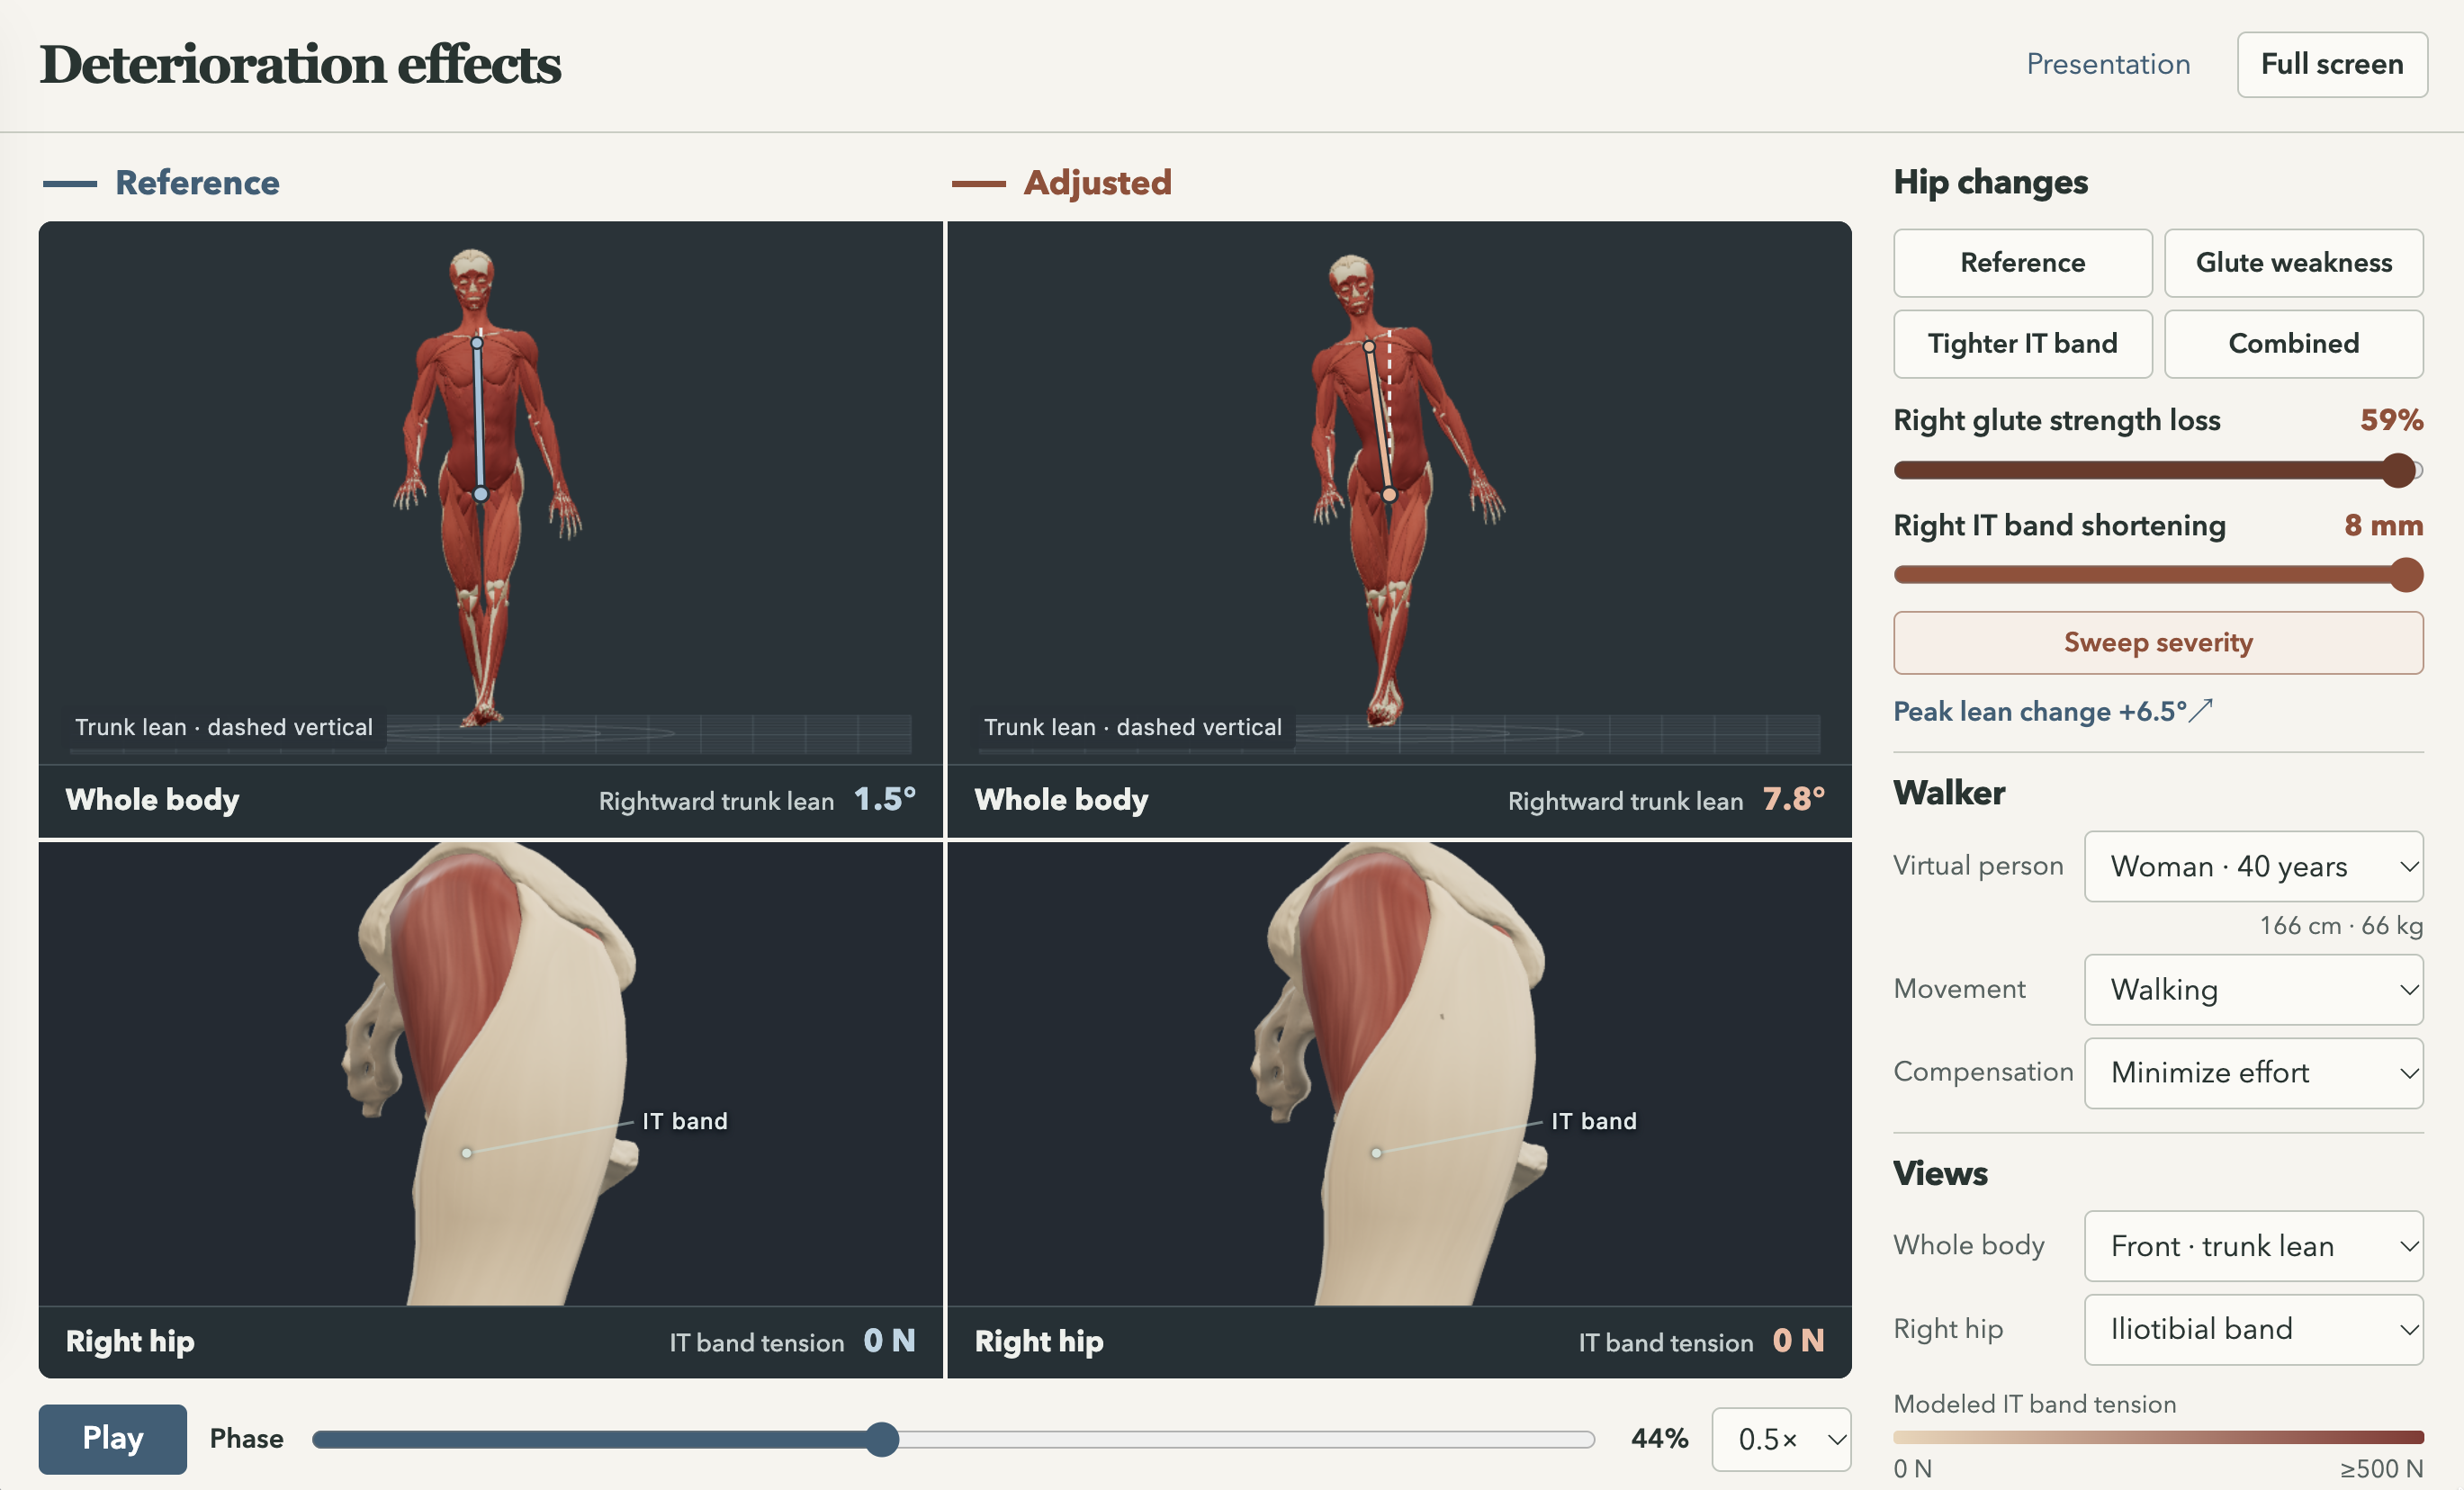 Deterioration effects
Presentation
Full screen
Reference
Adjusted
Trunk lean · dashed vertical
Whole body
Rightward trunk lean 1.5°
Trunk lean · dashed vertical
Whole body
Rightward trunk lean 7.8°
IT band
Right hip
IT band tension 0 N
IT band
Right hip
IT band tension 0 N
Play
Phase
44%
0.5×
Hip changes
Reference
Glute weakness
Tighter IT band
Combined
Right glute strength loss 59%
Right IT band shortening 8 mm
Sweep severity
Peak lean change +6.5°↗
Walker
Virtual person Woman · 40 years
166 cm · 66 kg
Movement Walking
Compensation Minimize effort
Views
Whole body Front · trunk lean
Right hip Iliotibial band
Modeled IT band tension
0 N ≥500 N